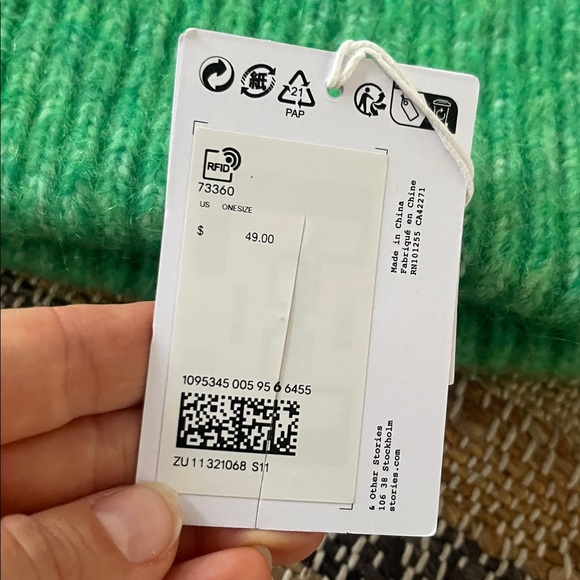 紙
21
PAP
RFID
73360
US ONESIZE
$ 49.00
1095345 005 95 6 6455
ZU 11 321068 S11
Made in China
Fabriqué en Chine
RN101255 CA42271
& Other Stories
106 38 Stockholm
stories.com